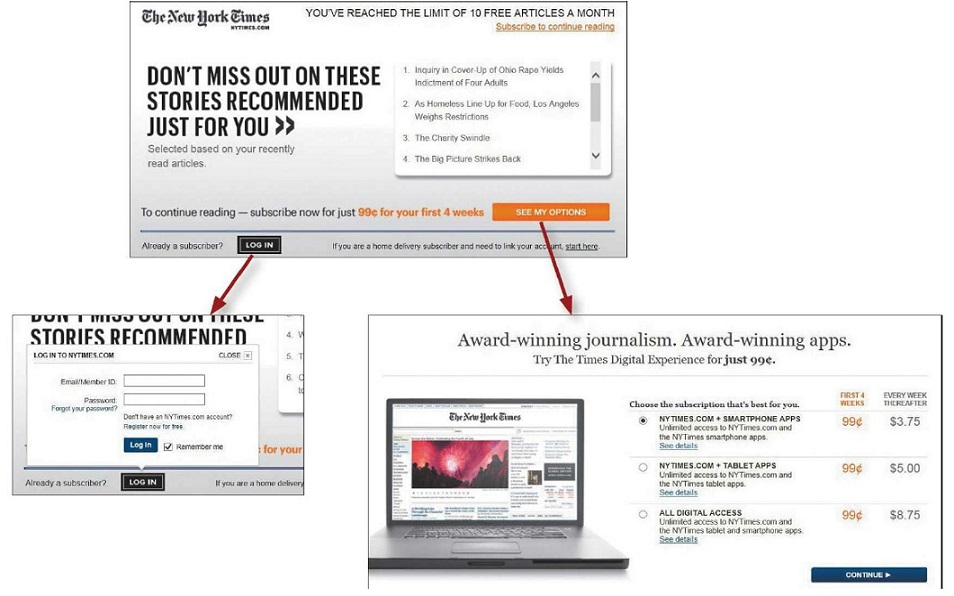 The New York Times
NYTIMES.COM
YOU'VE REACHED THE LIMIT OF 10 FREE ARTICLES A MONTH
Subscribe to continue reading
DON'T MISS OUT ON THESE
STORIES RECOMMENDED
JUST FOR YOU >>
Selected based on your recently
read articles.
1. Inquiry in Cover-Up of Ohio Rape Yields
Indictment of Four Adults
2. As Homeless Line Up for Food, Los Angeles
Weighs Restrictions
3. The Charity Swindle
4. The Big Picture Strikes Back
To continue reading — subscribe now for just 99¢ for your first 4 weeks
SEE MY OPTIONS
Already a subscriber?
LOG IN
If you are a home delivery subscriber and need to link your account, start here.
DON'T MISS OUT ON THESE
STORIES RECOMMENDED
LOG IN TO NYTIMES.COM
CLOSE x
Email/Member ID:
Password:
Forgot your password?
Don't have an NYTimes.com account?
Register now for free.
Log In
Remember me
4. W
5. T
6. C
to
¢ for your
Already a subscriber?
LOG IN
If you are a home delivery
Award-winning journalism. Award-winning apps.
Try The Times Digital Experience for just 99¢.
The New York Times
Choose the subscription that's best for you.
FIRST 4
WEEKS
EVERY WEEK
THEREAFTER
NYTIMES.COM + SMARTPHONE APPS
Unlimited access to NYTimes.com and
the NYTimes smartphone apps.
See details
99¢
$3.75
NYTIMES.COM + TABLET APPS
Unlimited access to NYTimes.com and
the NYTimes tablet apps.
See details
99¢
$5.00
ALL DIGITAL ACCESS
Unlimited access to NYTimes.com and
the NYTimes tablet and smartphone apps.
See details
99¢
$8.75
CONTINUE ►